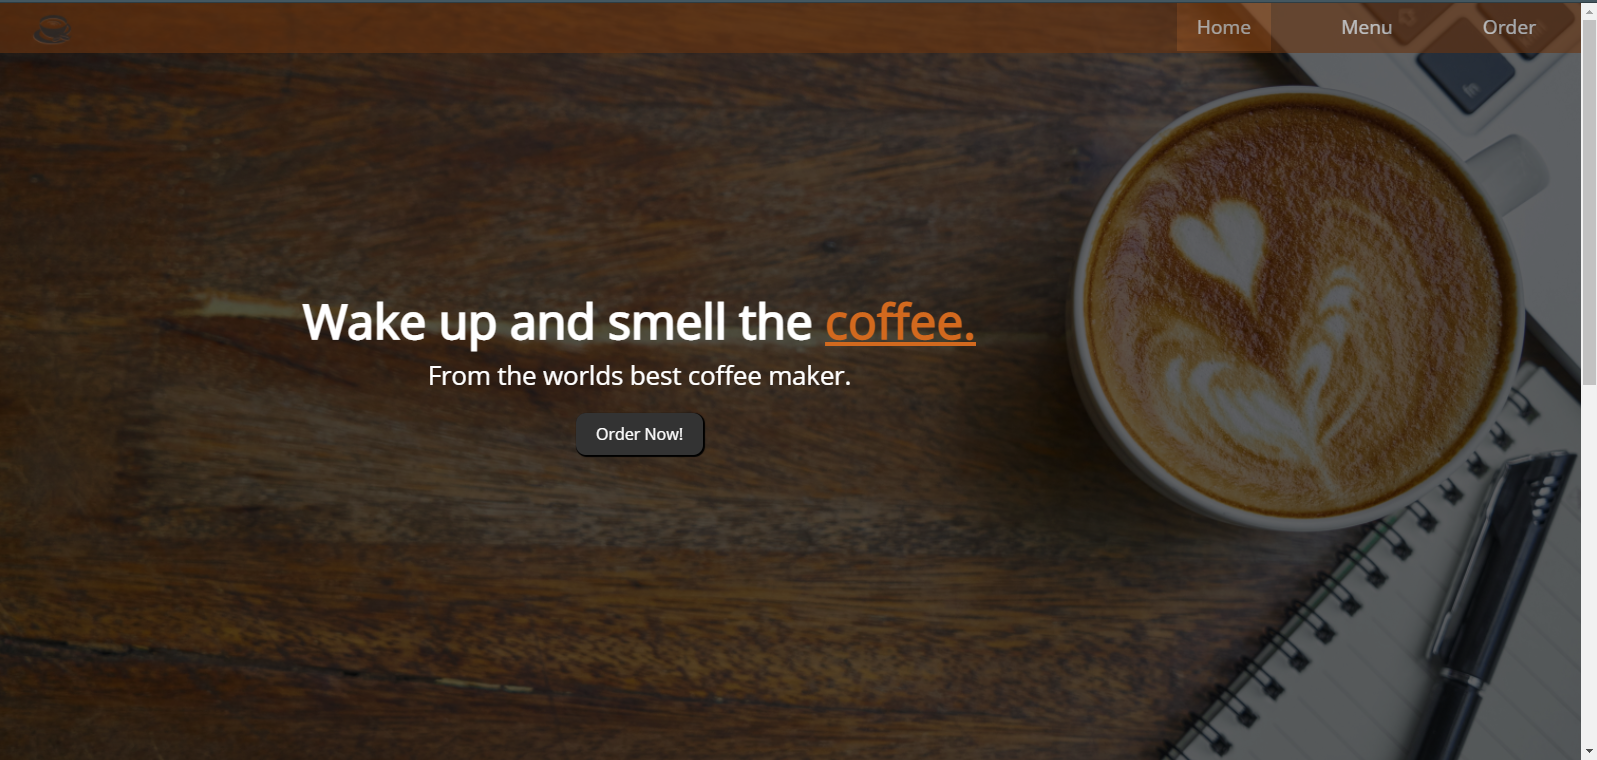 Home Menu Order
Wake up and smell the coffee.
From the worlds best coffee maker.
Order Now!